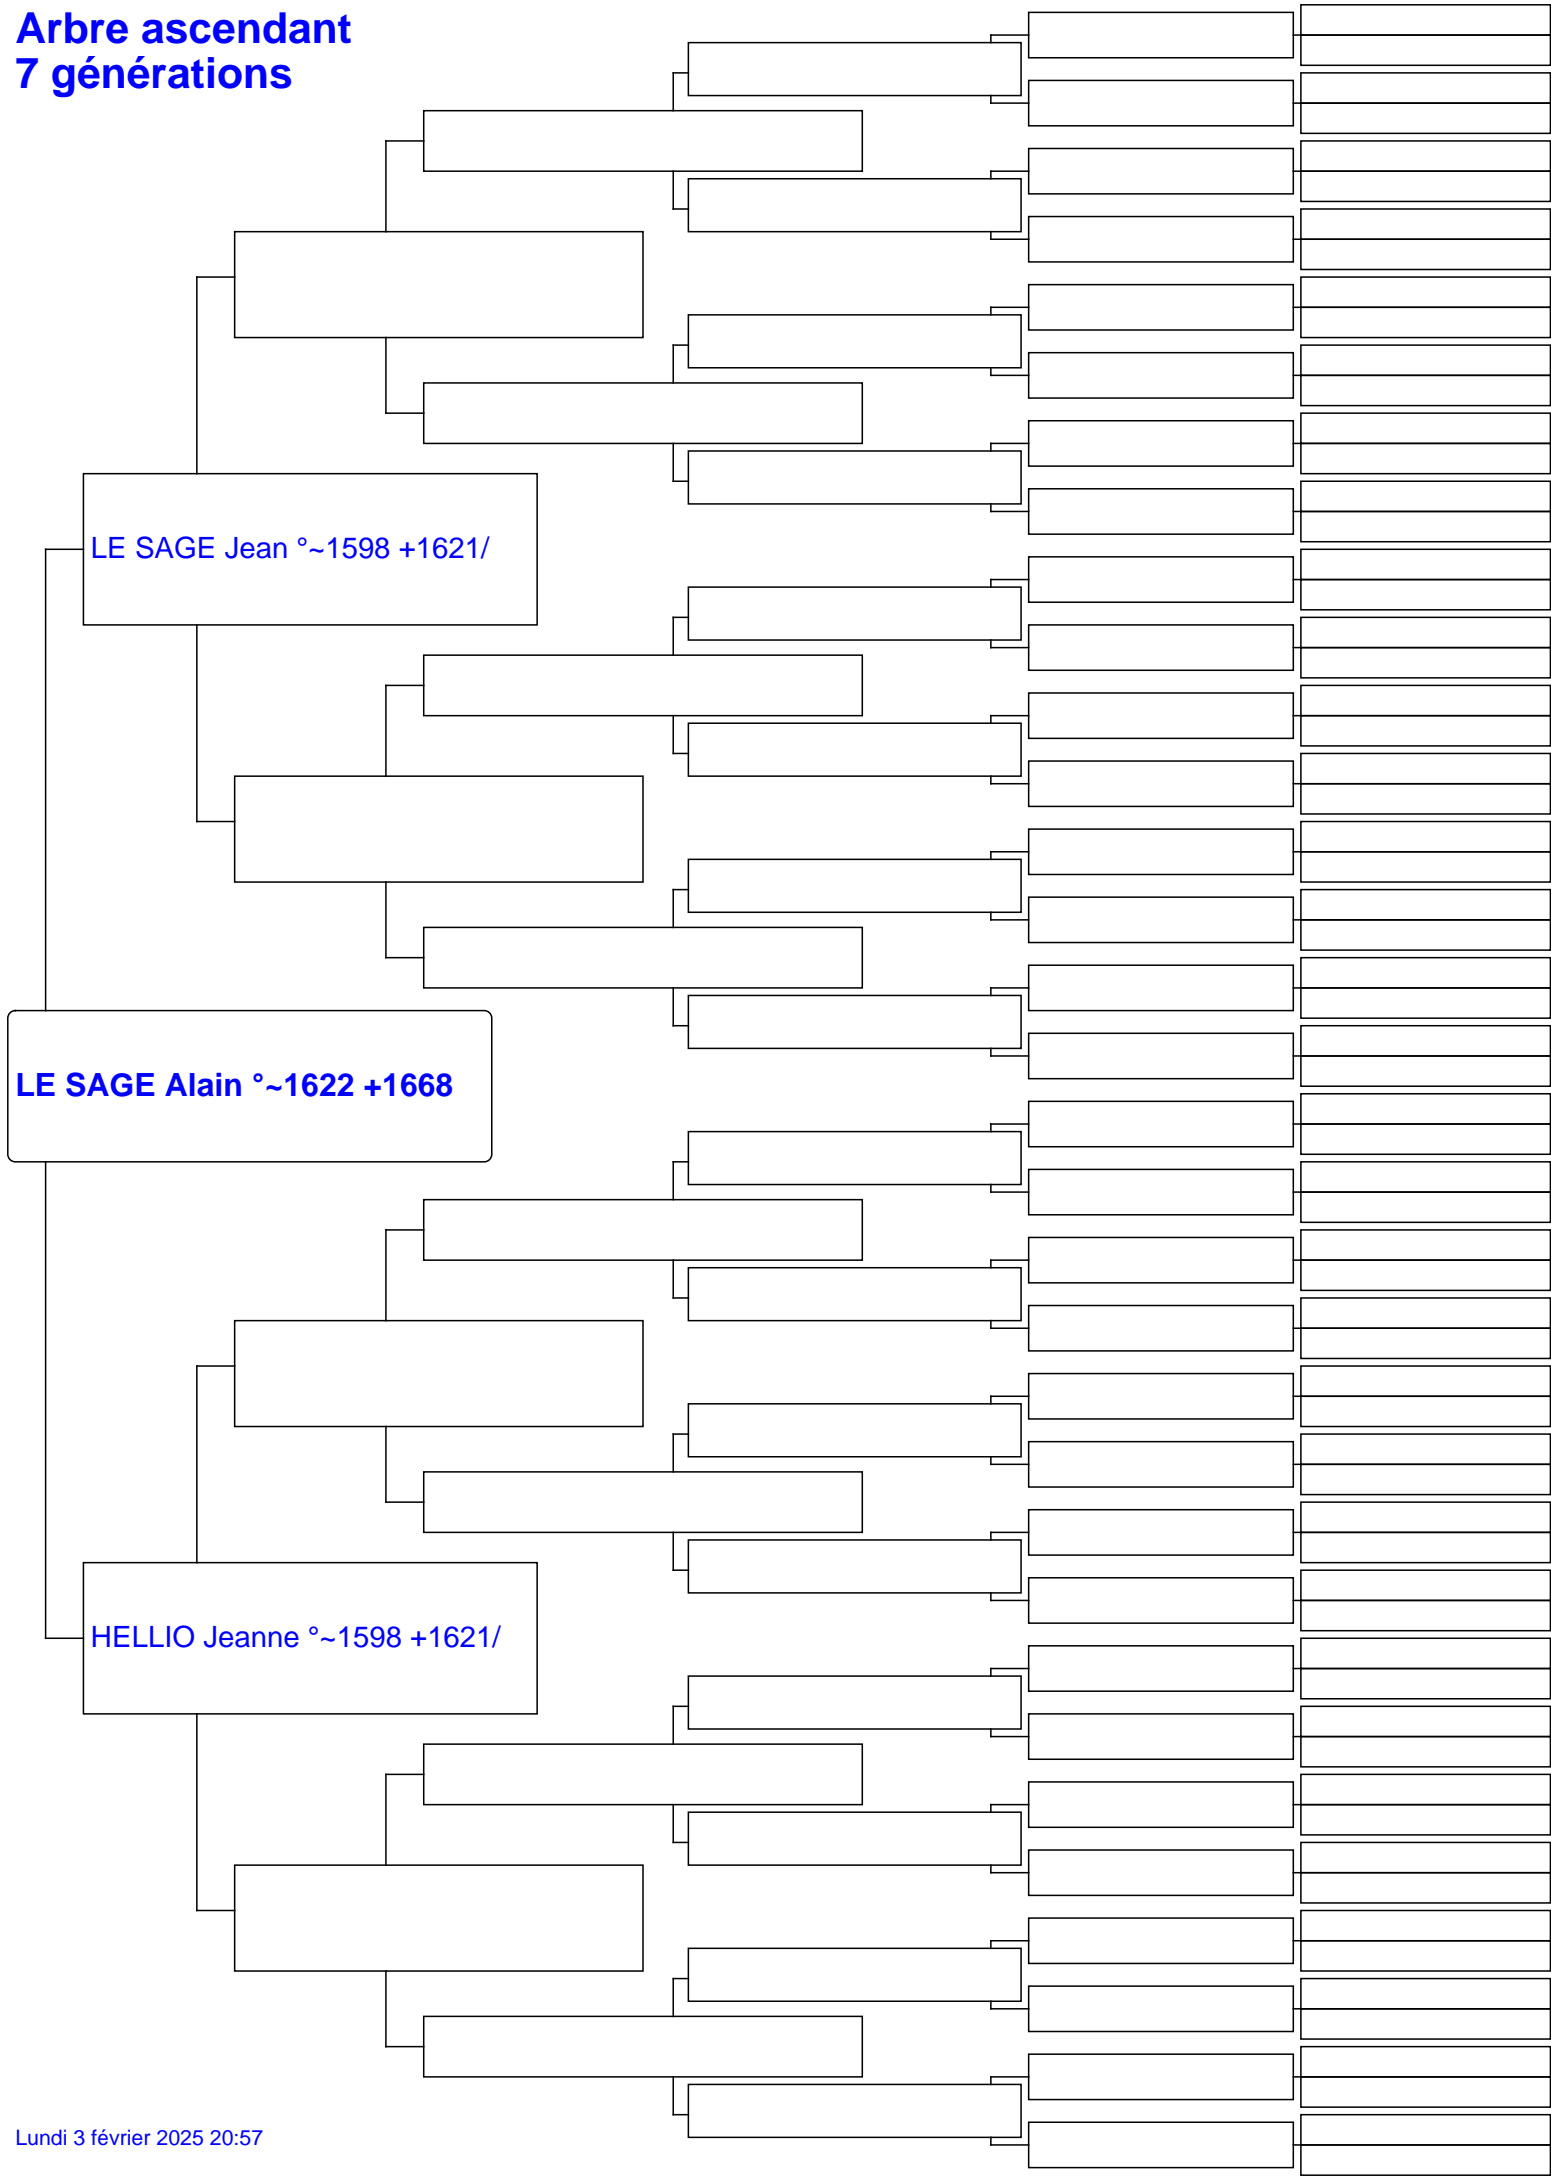 Arbre ascendant
7 générations
LE SAGE Jean °~1598 +1621/
LE SAGE Alain °~1622 +1668
HELLIO Jeanne °~1598 +1621/
Lundi 3 février 2025 20:57